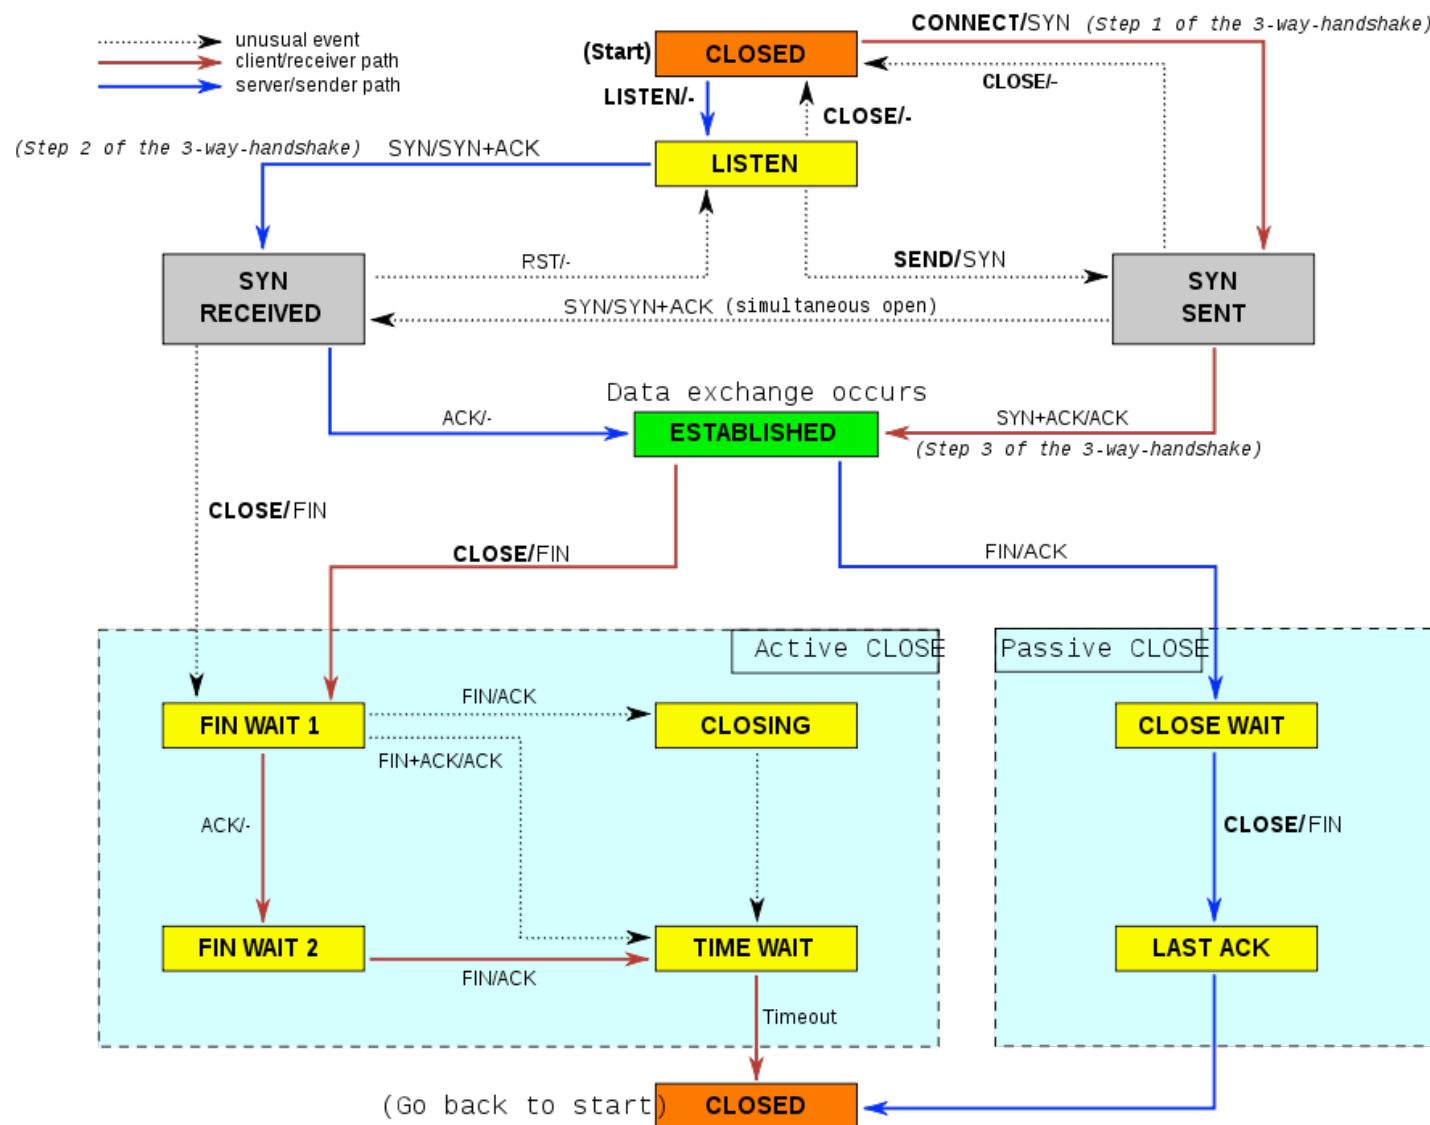 unusual event
client/receiver path
server/sender path
(Start)
CLOSED
CONNECT/SYN (Step 1 of the 3-way-handshake)
CLOSE/-
LISTEN/-
CLOSE/-
(Step 2 of the 3-way-handshake)
SYN/SYN+ACK
LISTEN
RST/-
SEND/SYN
SYN
RECEIVED
SYN
SENT
SYN/SYN+ACK (simultaneous open)
Data exchange occurs
ACK/-
ESTABLISHED
SYN+ACK/ACK
(Step 3 of the 3-way-handshake)
CLOSE/FIN
CLOSE/FIN
FIN/ACK
Active CLOSE
Passive CLOSE
FIN WAIT 1
FIN/ACK
CLOSING
CLOSE WAIT
FIN+ACK/ACK
ACK/-
CLOSE/FIN
FIN WAIT 2
TIME WAIT
LAST ACK
FIN/ACK
Timeout
(Go back to start)
CLOSED